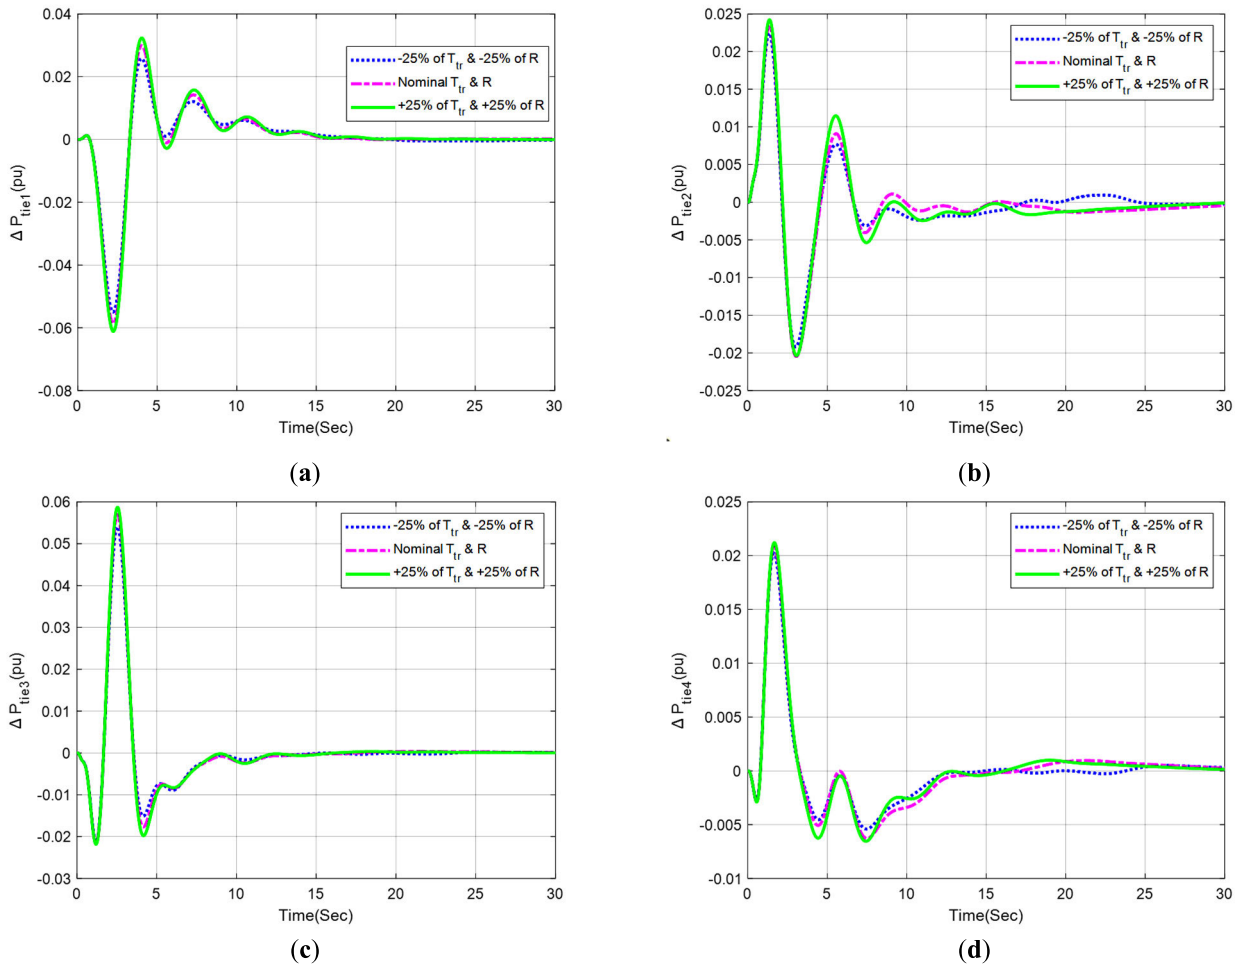 0.04
0.02
0
-0.02
-0.04
-0.06
-0.08
Δ P_tie1(pu)
-25% of T_tr & -25% of R
Nominal T_tr & R
+25% of T_tr & +25% of R
0 5 10 15 20 25 30
Time(Sec)
(a)
0.025
0.02
0.015
0.01
0.005
0
-0.005
-0.01
-0.015
-0.02
-0.025
Δ P_tie2(pu)
-25% of T_tr & -25% of R
Nominal T_tr & R
+25% of T_tr & +25% of R
0 5 10 15 20 25 30
Time(Sec)
(b)
0.06
0.05
0.04
0.03
0.02
0.01
0
-0.01
-0.02
-0.03
Δ P_tie3(pu)
-25% of T_tr & -25% of R
Nominal T_tr & R
+25% of T_tr & +25% of R
0 5 10 15 20 25 30
Time(Sec)
(c)
0.025
0.02
0.015
0.01
0.005
0
-0.005
-0.01
Δ P_tie4(pu)
-25% of T_tr & -25% of R
Nominal T_tr & R
+25% of T_tr & +25% of R
0 5 10 15 20 25 30
Time(Sec)
(d)